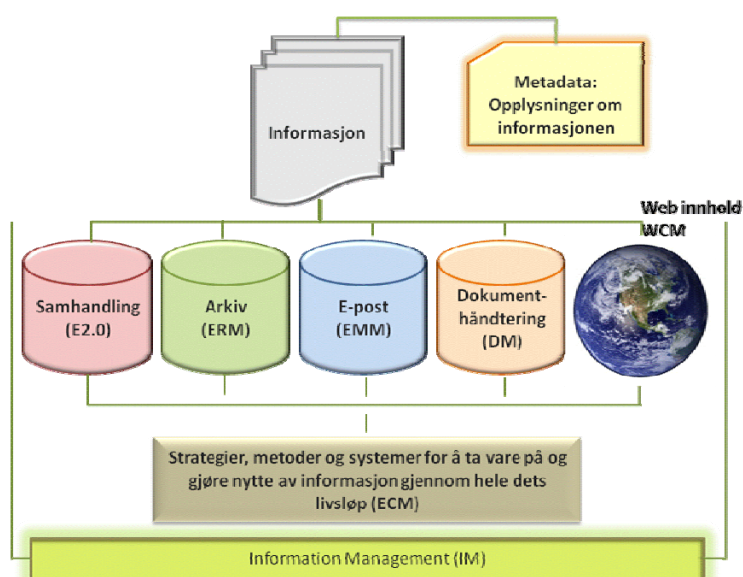 Informasjon
Metadata:
Opplysninger om
informasjonen
Web innhold
WCM
Samhandling
(E2.0)
Arkiv
(ERM)
E-post
(EMM)
Dokument-
håndtering
(DM)
Strategier, metoder og systemer for å ta vare på og
gjøre nytte av informasjon gjennom hele dets
livsløp (ECM)
Information Management (IM)